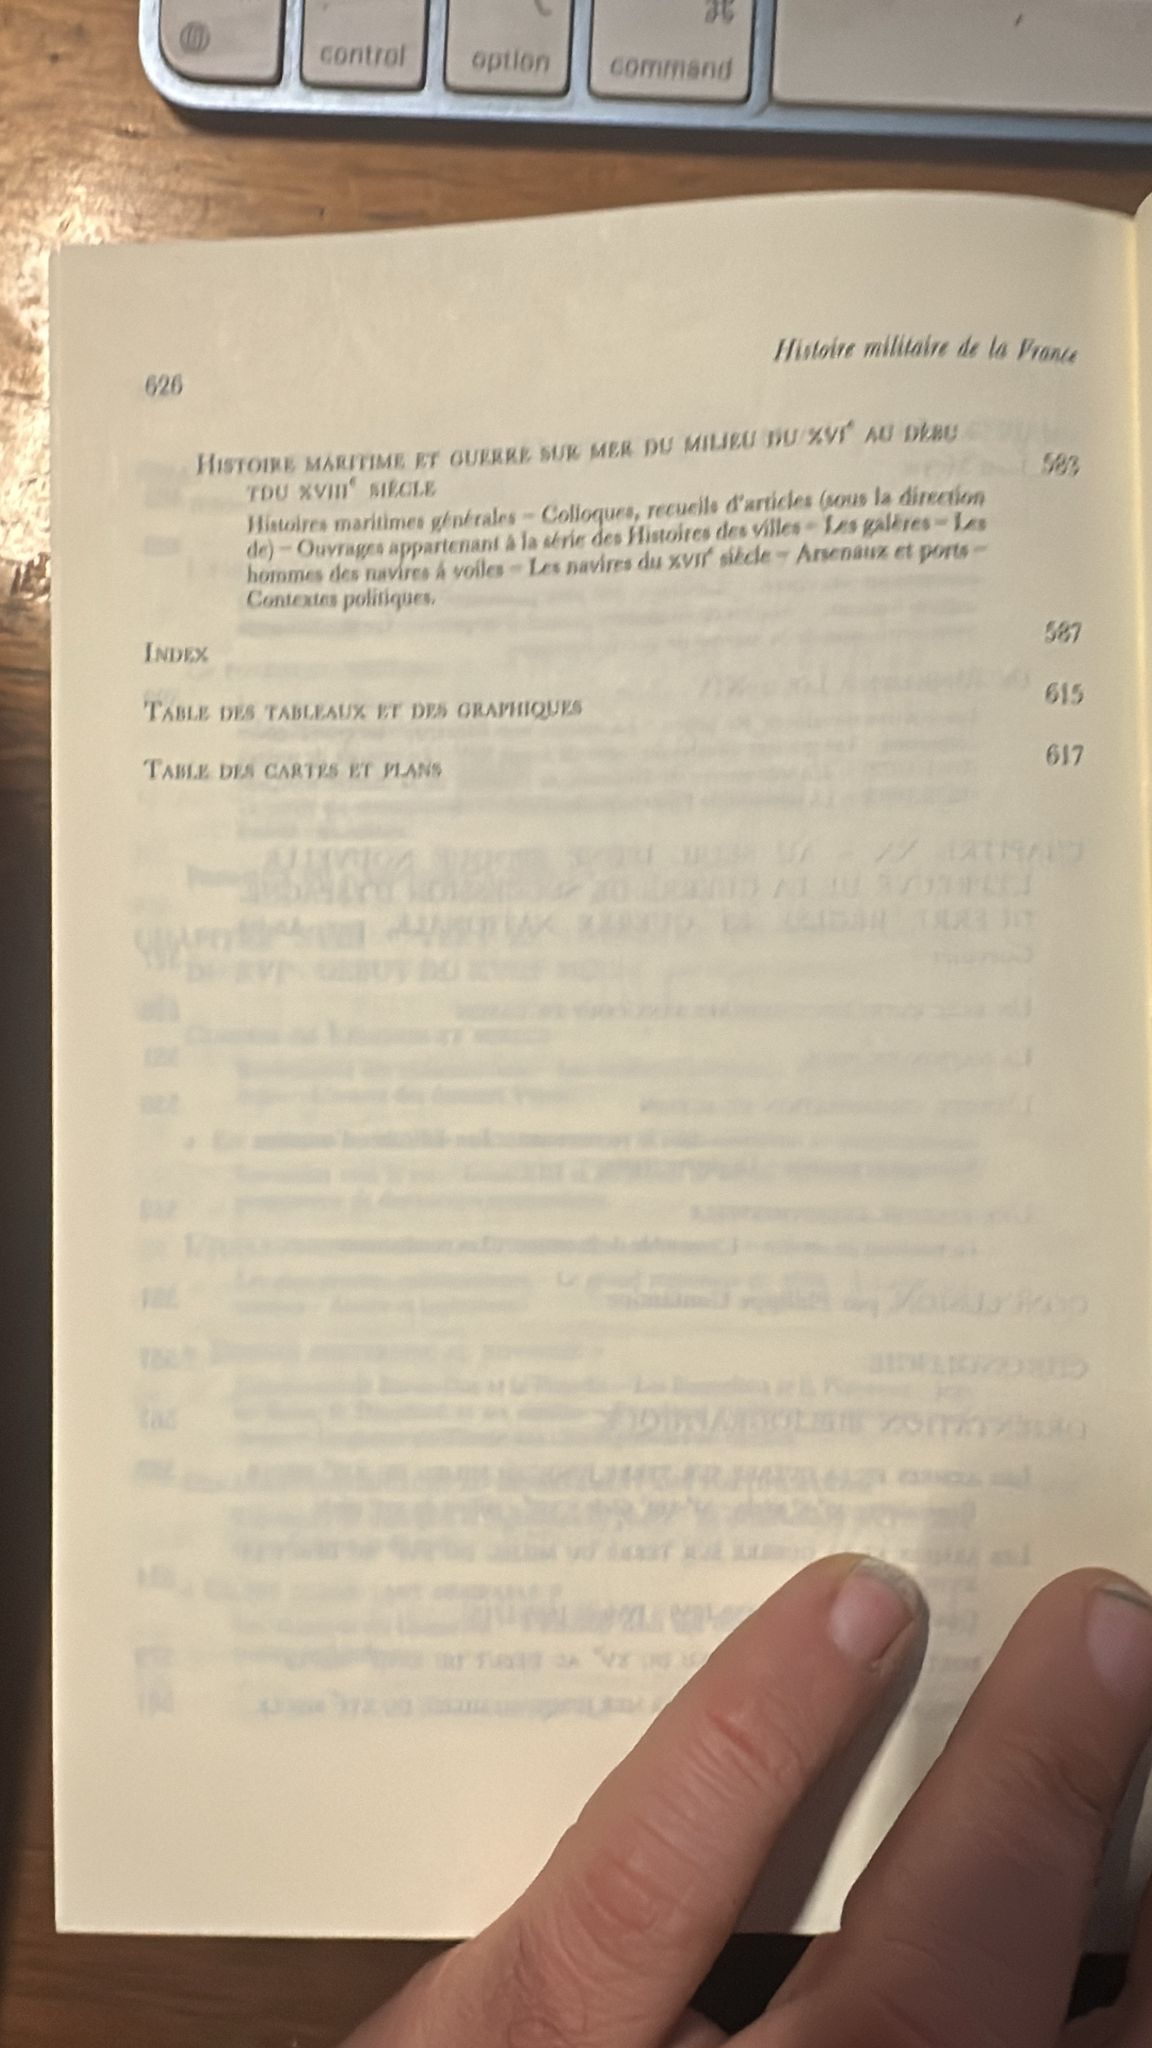 control
option
⌘
command
Histoire militaire de la France
626
HISTOIRE MARITIME ET GUERRE SUR MER DU MILIEU DU XVIᵉ AU DÉBU
TDU XVIIIᵉ SIÈCLE 583
Histoires maritimes générales – Colloques, recueils d'articles (sous la direction
de) – Ouvrages appartenant à la série des Histoires des villes – Les galères – Les
hommes des navires à voiles – Les navires du XVIIᵉ siècle – Arsenaux et ports –
Contextes politiques.
INDEX 587
TABLE DES TABLEAUX ET DES GRAPHIQUES 615
TABLE DES CARTES ET PLANS 617